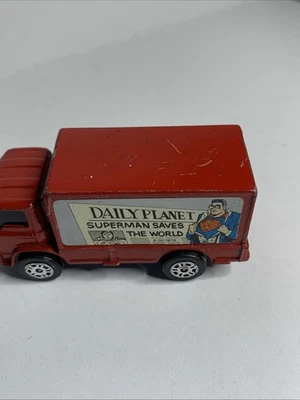 DAILY PLANET
SUPERMAN SAVES
THE WORLD